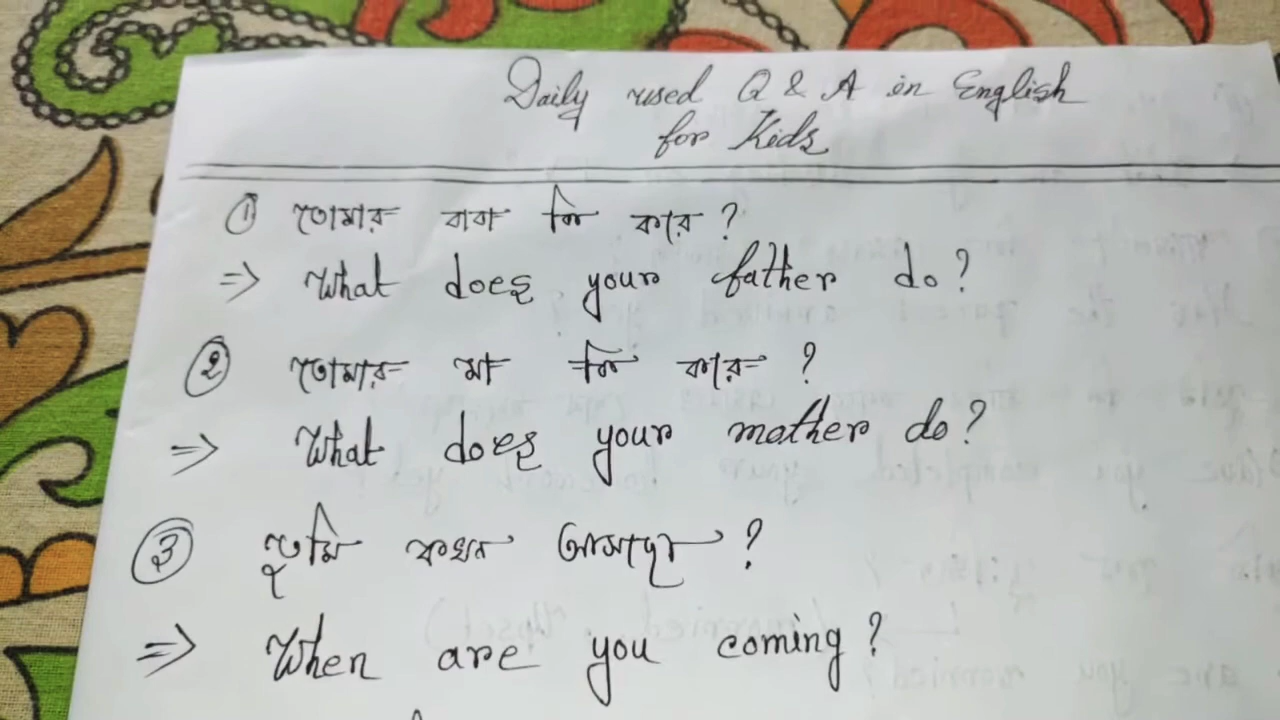 Daily used Q & A in English
for Kids
① তোমার বাবা কি করে ?
⇒ What does your father do ?
② তোমার মা কি করে ?
⇒ What does your mother do ?
③ তুমি কখন আসছো ?
⇒ When are you coming ?